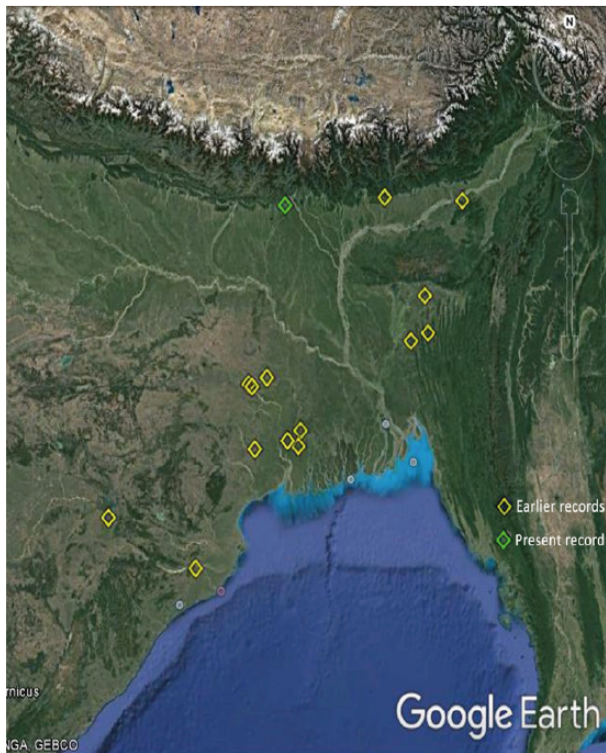 N
Earlier records
Present record
Google Earth
rnicus
NGA, GEBCO